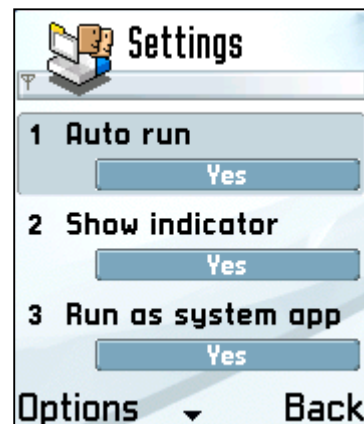 Settings
1 Auto run
Yes
2 Show indicator
Yes
3 Run as system app
Yes
Options Back